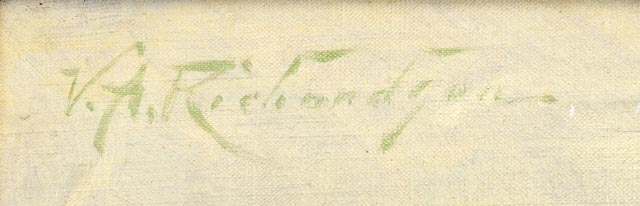 V. A. Richardson.